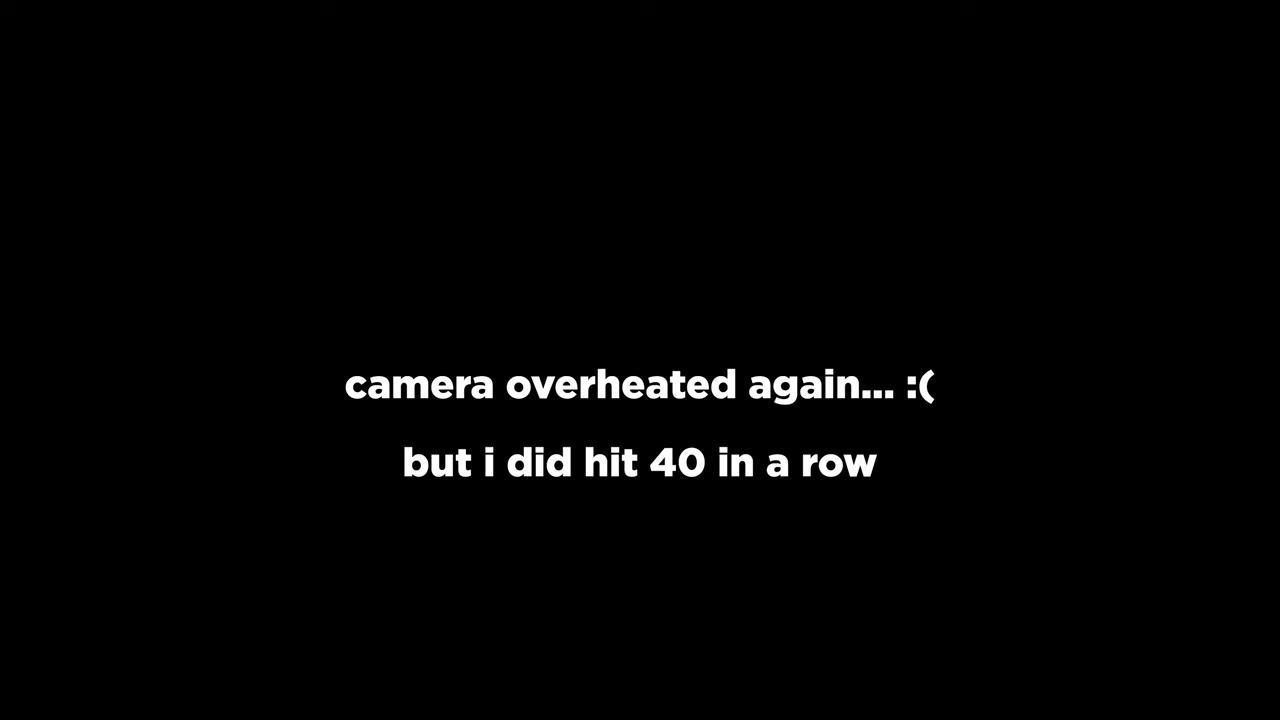 camera overheated again... :(
but i did hit 40 in a row